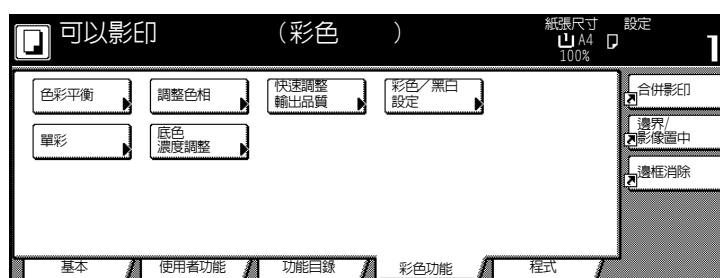 可以影印 （彩色 ）
紙張尺寸 設定
A4
100%
1
色彩平衡
調整色相
快速調整
輸出品質
彩色／黑白
設定
單彩
底色
濃度調整
合併影印
邊界/
影像置中
邊框消除
基本 使用者功能 功能目錄 彩色功能 程式